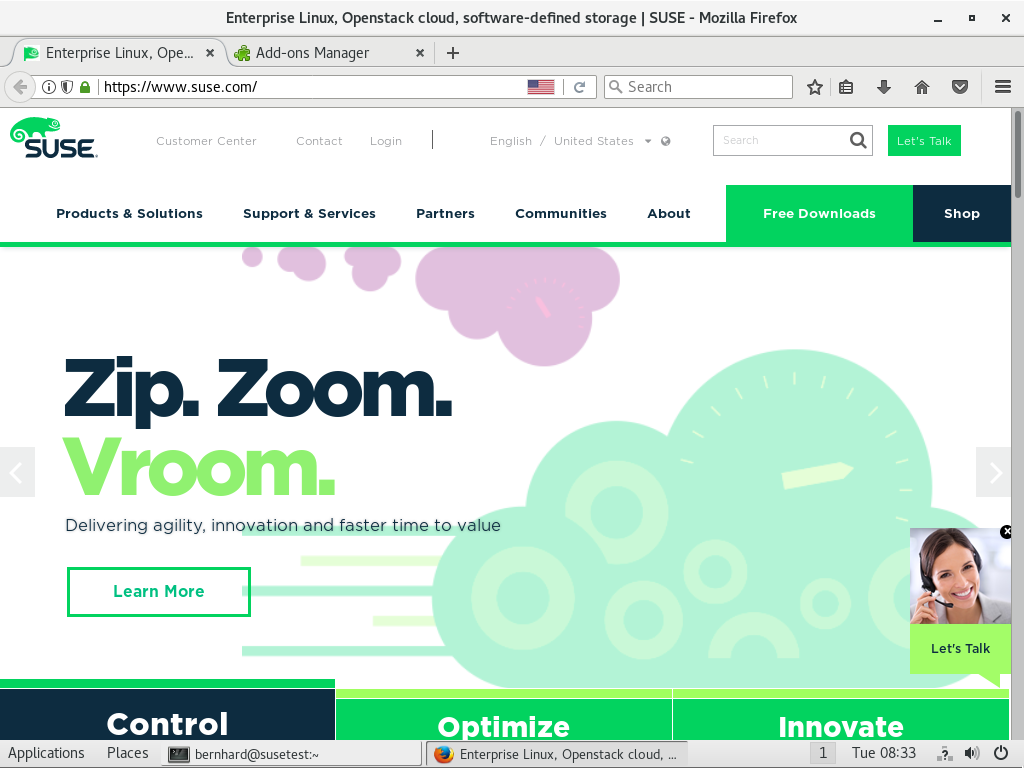 Enterprise Linux, Openstack cloud, software-defined storage | SUSE - Mozilla Firefox
Enterprise Linux, Ope...
Add-ons Manager
https://www.suse.com/
Search
SUSE
Customer Center
Contact
Login
English / United States
Search
Let's Talk
Products & Solutions
Support & Services
Partners
Communities
About
Free Downloads
Shop
Zip. Zoom.
Vroom.
Delivering agility, innovation and faster time to value
Learn More
Let's Talk
Control
Optimize
Innovate
Applications
Places
bernhard@susetest:~
Enterprise Linux, Openstack cloud, ...
1
Tue 08:33